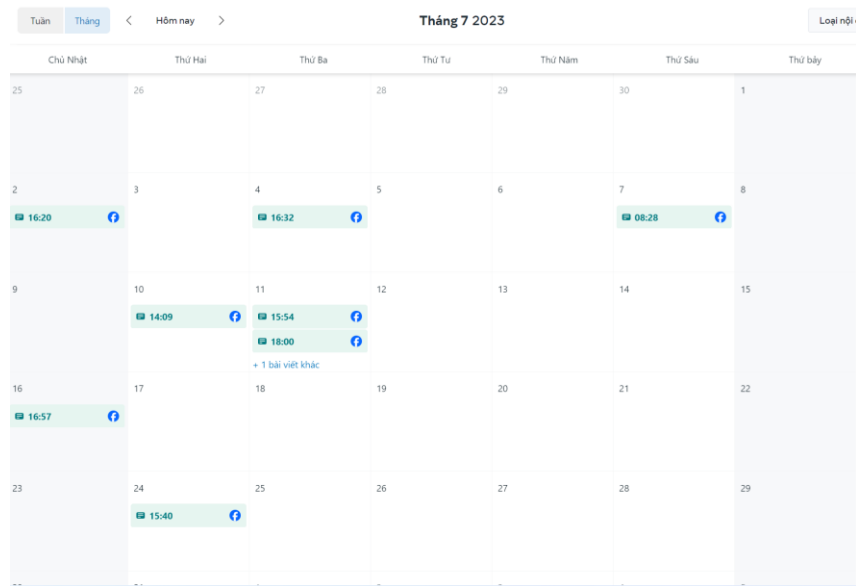 Tuần Tháng Hôm nay Tháng 7 2023 Loại nội
Chủ Nhật Thứ Hai Thứ Ba Thứ Tư Thứ Năm Thứ Sáu Thứ bảy
25 26 27 28 29 30 1
2 3 4 5 6 7 8
16:20 16:32 08:28
9 10 11 12 13 14 15
14:09 15:54
18:00
+ 1 bài viết khác
16 17 18 19 20 21 22
16:57
23 24 25 26 27 28 29
15:40